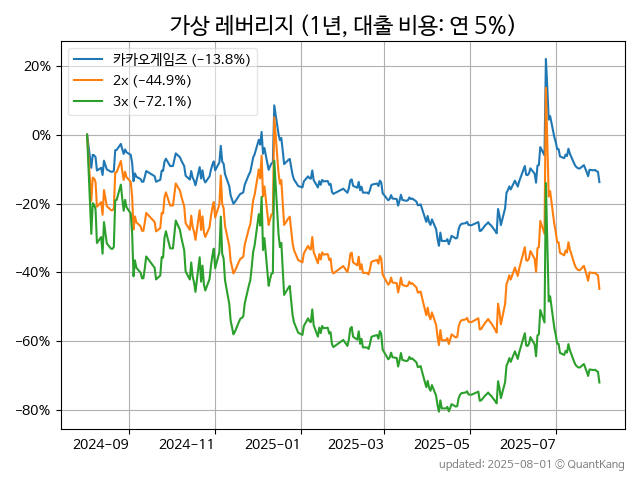 가상 레버리지 (1년, 대출 비용: 연 5%)
카카오게임즈 (−13.8%)
2x (−44.9%)
3x (−72.1%)
20%
0%
−20%
−40%
−60%
−80%
2024-09 2024-11 2025-01 2025-03 2025-05 2025-07
updated: 2025-08-01 © QuantKang